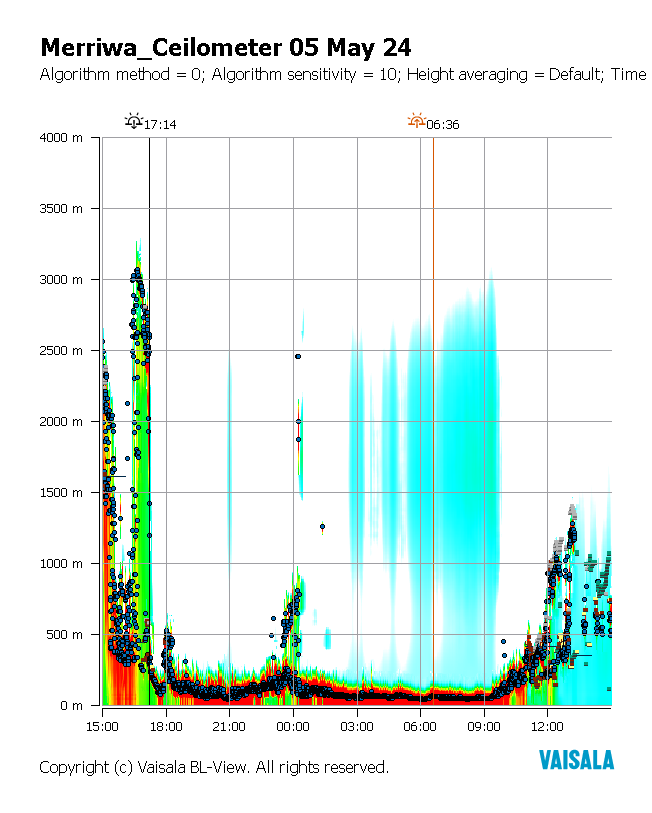 Merriwa_Ceilometer 05 May 24
Algorithm method = 0; Algorithm sensitivity = 10; Height averaging = Default; Time
17:14
06:36
4000 m
3500 m
3000 m
2500 m
2000 m
1500 m
1000 m
500 m
0 m
15:00 18:00 21:00 00:00 03:00 06:00 09:00 12:00
VAISALA
Copyright (c) Vaisala BL-View. All rights reserved.